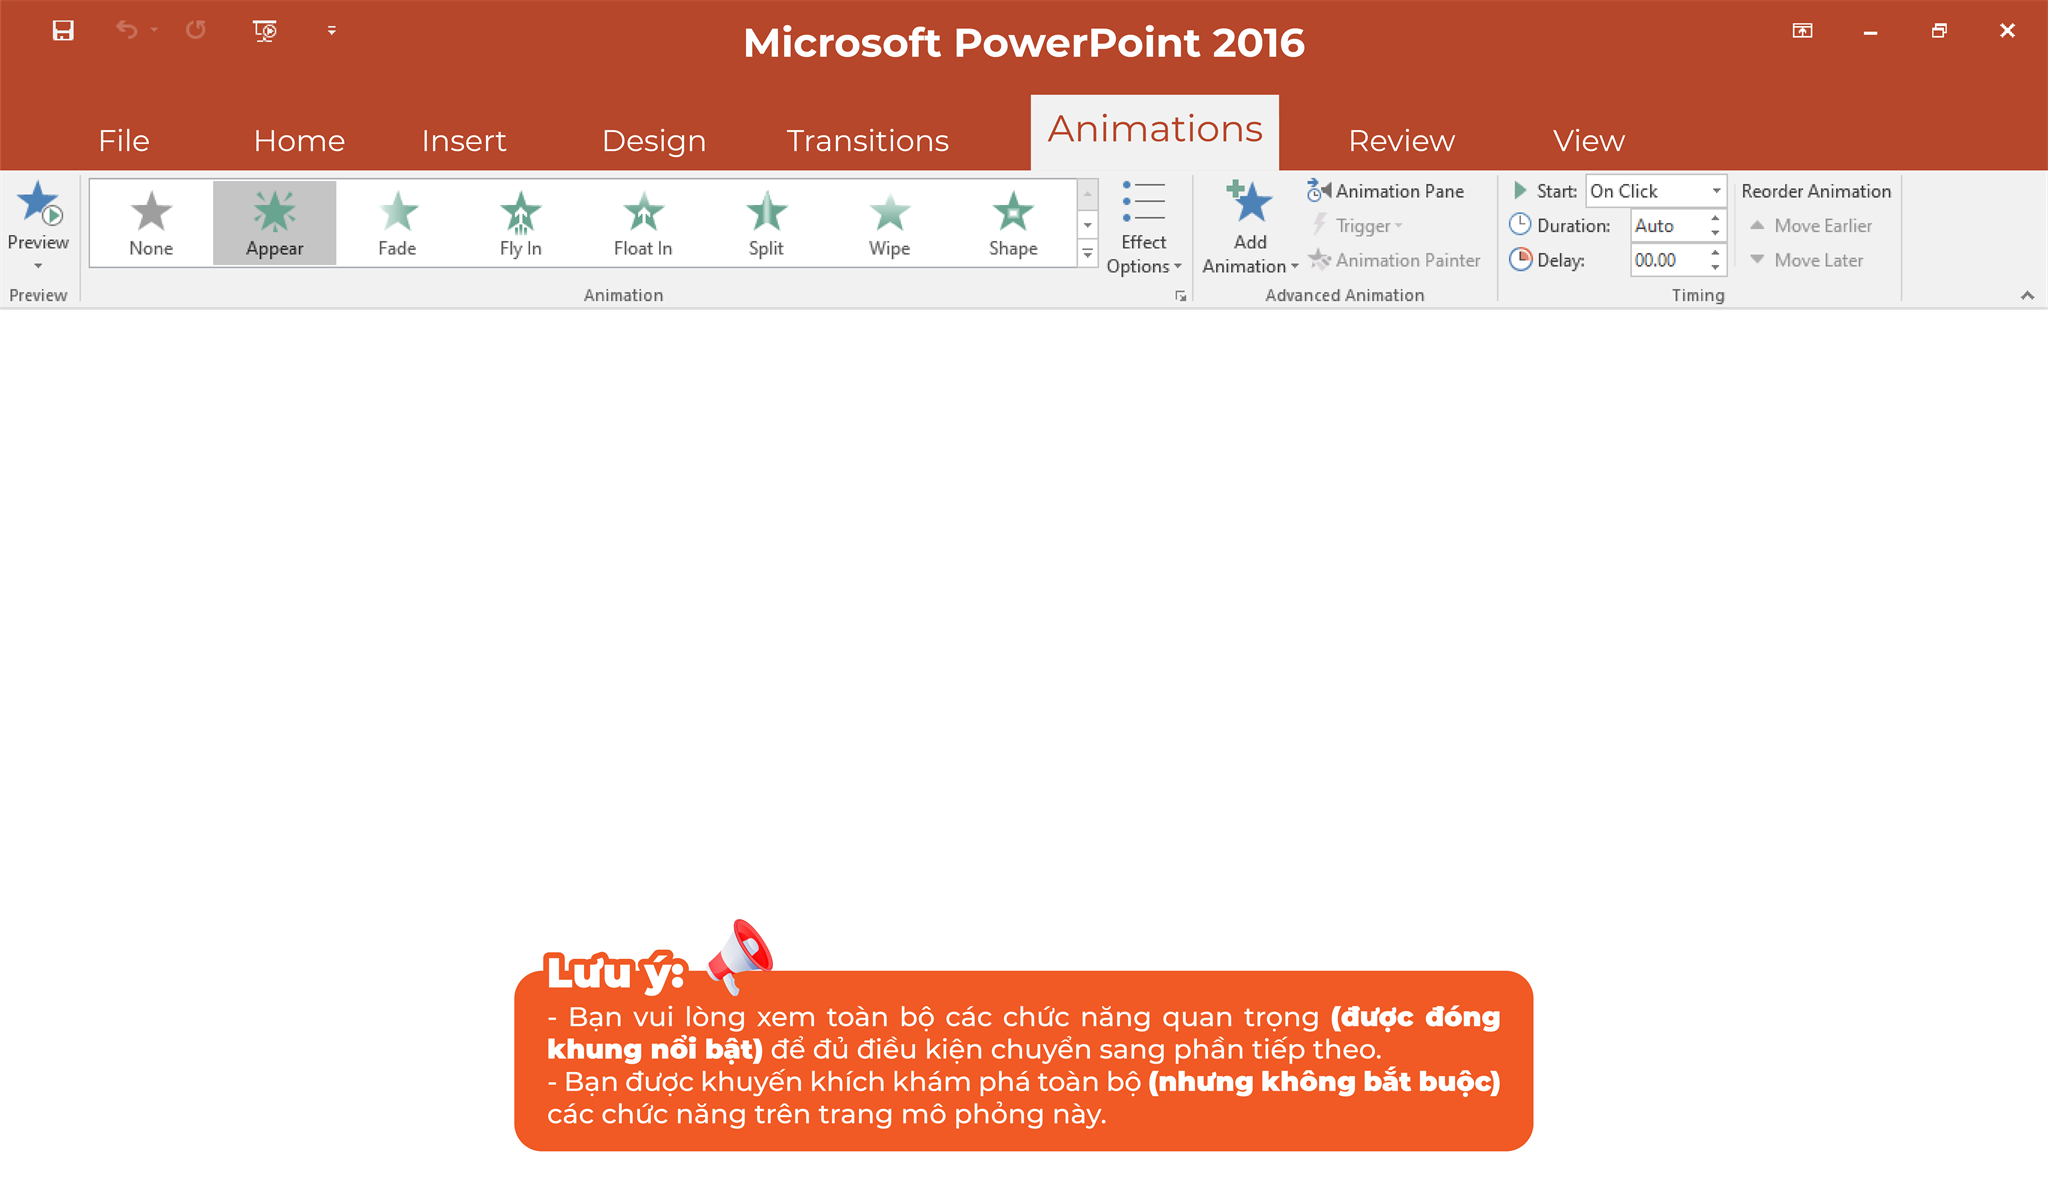 Microsoft PowerPoint 2016
File Home Insert Design Transitions Animations Review View
Preview
Preview
None Appear Fade Fly In Float In Split Wipe Shape
Animation
Effect
Options
Add
Animation
Animation Pane
Trigger
Animation Painter
Advanced Animation
Start: On Click
Duration: Auto
Delay: 00.00
Reorder Animation
Move Earlier
Move Later
Timing
Lưu ý:
- Bạn vui lòng xem toàn bộ các chức năng quan trọng (được đóng
khung nổi bật) để đủ điều kiện chuyển sang phần tiếp theo.
- Bạn được khuyến khích khám phá toàn bộ (nhưng không bắt buộc)
các chức năng trên trang mô phỏng này.